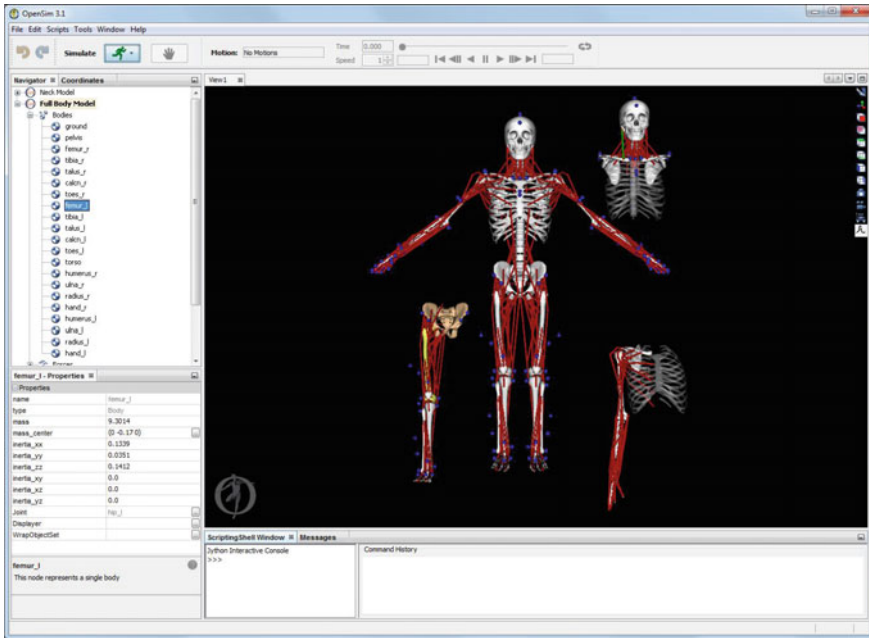 OpenSim 3.1
File Edit Scripts Tools Window Help
Simulate
Motion: No Motions
Time 0.000
Speed 1
Navigator Coordinates
View1
Neck Model
Full Body Model
Bodies
ground
pelvis
femur_r
tibia_r
talus_r
calcn_r
toes_r
femur_l
tibia_l
talus_l
calcn_l
toes_l
torso
humerus_r
ulna_r
radius_r
hand_r
humerus_l
ulna_l
radius_l
hand_l
Forces
femur_l - Properties
Properties
name femur_l
type Body
mass 9.3014
mass_center (0 -0.17 0)
inertia_xx 0.1339
inertia_yy 0.0351
inertia_zz 0.1412
inertia_xy 0.0
inertia_xz 0.0
inertia_yz 0.0
Joint hip_l
Displayer
WrapObjectSet
femur_l
This node represents a single body
ScriptingShell Window Messages
Jython Interactive Console
>>>
Command History